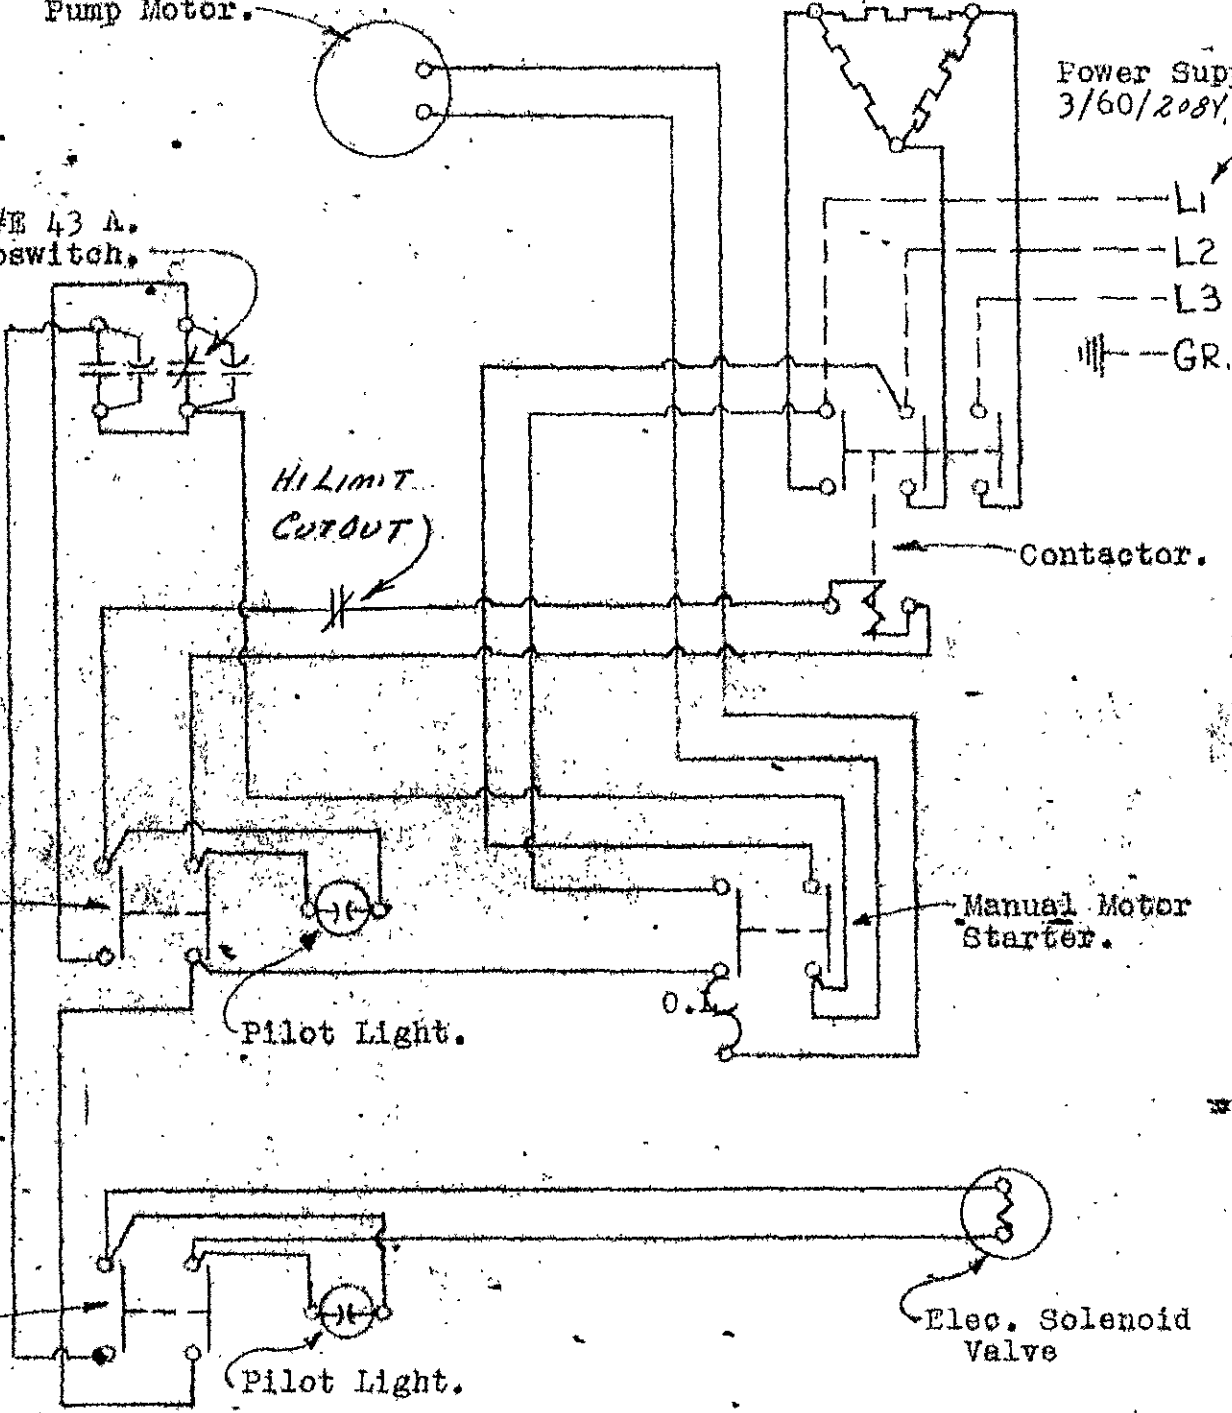 Pump Motor.
Power Sup
3/60/208V.
L1
L2
L3
GR.
#E 43 A.
oswitch.
HI LIMIT
CUTOUT
Contactor.
Manual Motor
Starter.
O.L
Pilot Light.
Elec. Solenoid
Valve
Pilot Light.